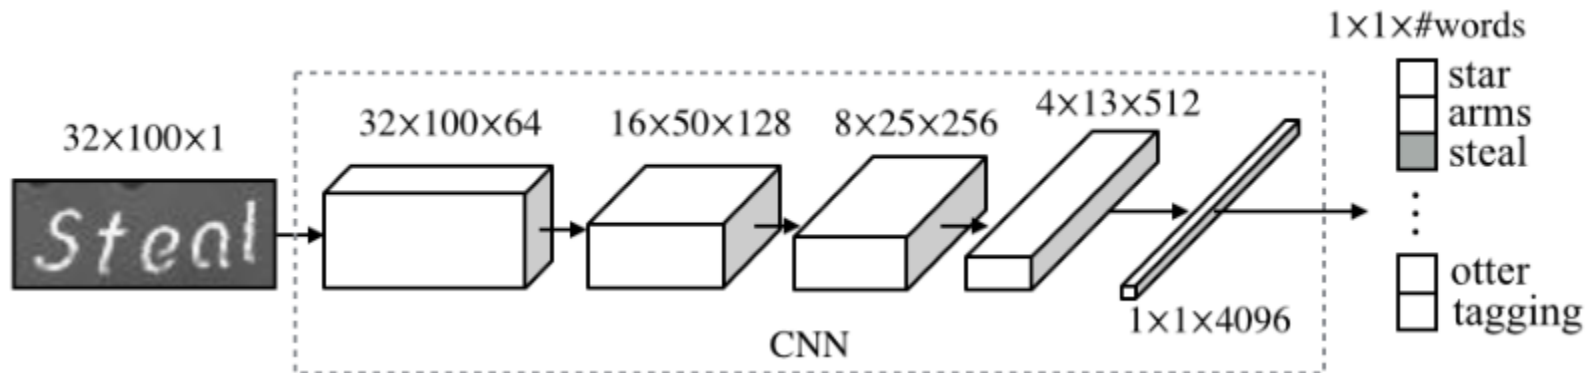 1×1×#words
32×100×1
Steal
32×100×64
16×50×128
8×25×256
4×13×512
1×1×4096
CNN
star
arms
steal
otter
tagging